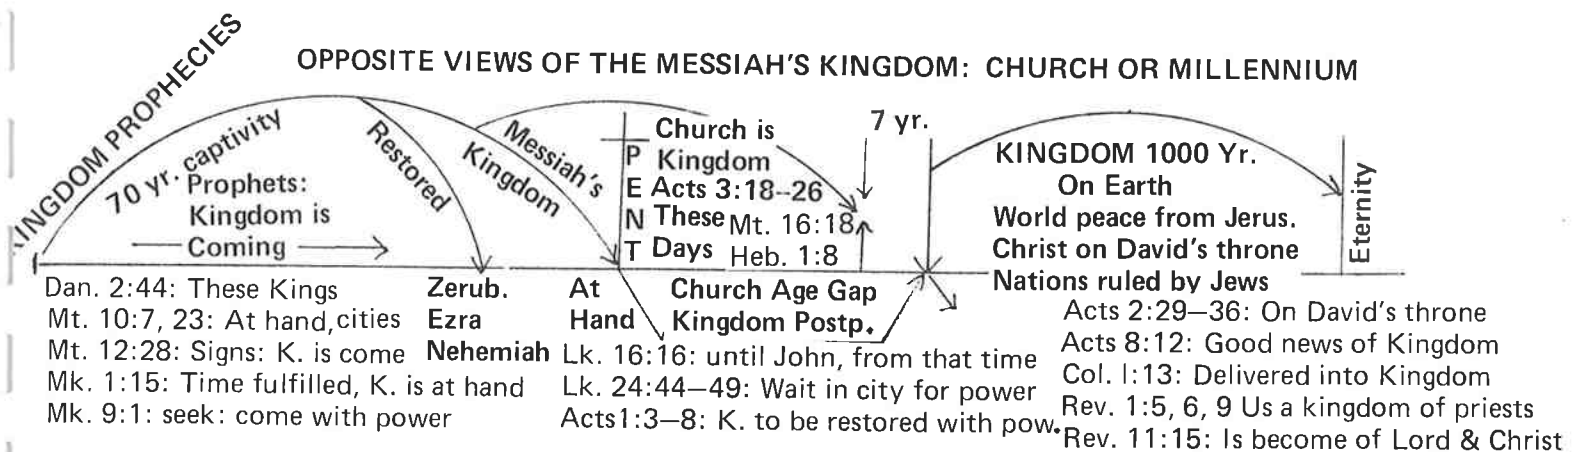 OPPOSITE VIEWS OF THE MESSIAH'S KINGDOM: CHURCH OR MILLENNIUM
KINGDOM PROPHECIES
70 yr. captivity
Prophets:
Kingdom is
Coming
Restored
Messiah's
Kingdom
PENT
Church is
Kingdom
Acts 3:18–26
These
Days
Mt. 16:18
Heb. 1:8
7 yr.
KINGDOM 1000 Yr.
On Earth
World peace from Jerus.
Christ on David's throne
Nations ruled by Jews
Eternity
Dan. 2:44: These Kings
Mt. 10:7, 23: At hand, cities
Mt. 12:28: Signs: K. is come
Mk. 1:15: Time fulfilled, K. is at hand
Mk. 9:1: seek: come with power
Zerub.
Ezra
Nehemiah
At
Hand
Church Age Gap
Kingdom Postp.
Lk. 16:16: until John, from that time
Lk. 24:44–49: Wait in city for power
Acts1:3–8: K. to be restored with pow.
Acts 2:29–36: On David's throne
Acts 8:12: Good news of Kingdom
Col. I:13: Delivered into Kingdom
Rev. 1:5, 6, 9 Us a kingdom of priests
Rev. 11:15: Is become of Lord & Christ